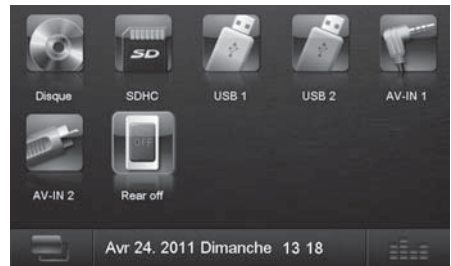 SD
Disque SDHC USB 1 USB 2 AV-IN 1
OFF
AV-IN 2 Rear off
Avr 24. 2011 Dimanche 13 18